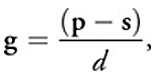 g = (p − s) / d,